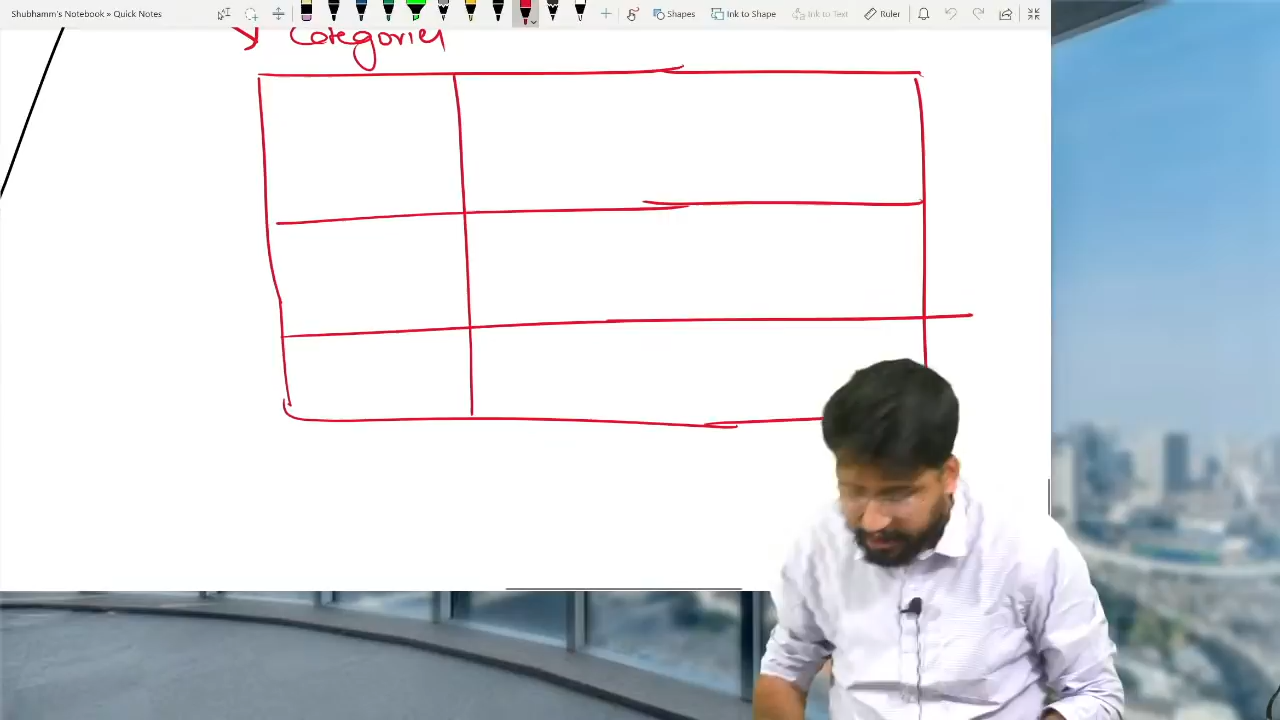 Shubhamm's Notebook » Quick Notes
Shapes
Ink to Shape
Ink to Text
Ruler
Categories